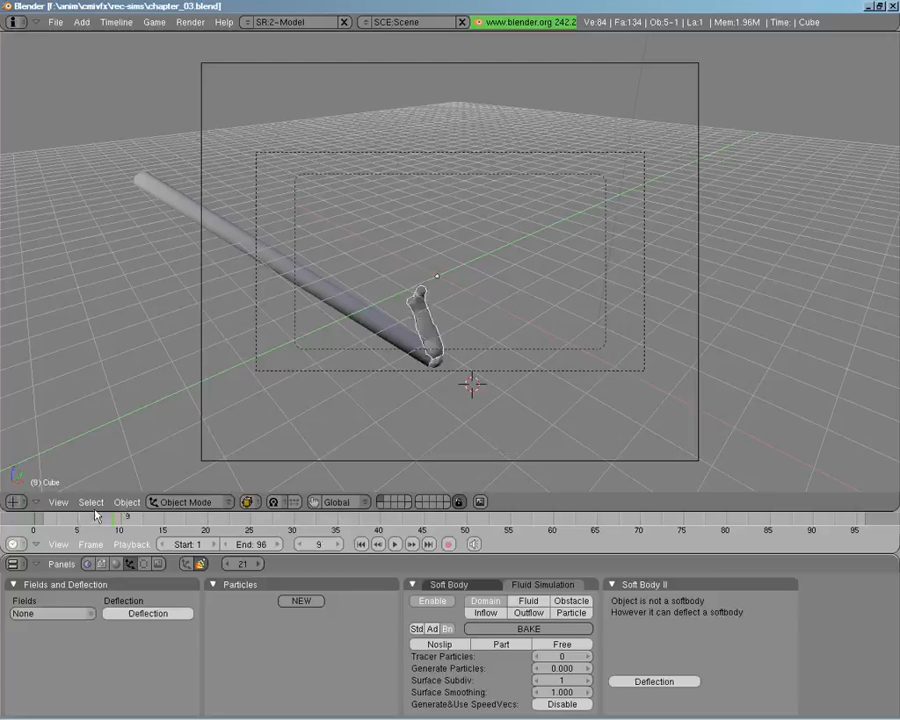 Blender [f:\anim\cmivfx\rec-sims\chapter_03.blend]
File Add Timeline Game Render Help SR:2-Model SCE:Scene www.blender.org 242.2 Ve:84 | Fa:134 | Ob:5-1 | La:0 | Mem:1.96M | Time: | Cube
(9) Cube
View Select Object Object Mode Global
9
0 5 10 15 20 25 30 35 40 45 50 55 60 65 70 75 80 85 90 95
View Frame Playback Start: 1 End: 96 9
Panels 21
Fields and Deflection Particles Soft Body Fluid Simulation Soft Body II
Fields Deflection NEW Enable Domain Fluid Obstacle Object is not a softbody
None Deflection Inflow Outflow Particle However it can deflect a softbody
Std Ad Bn BAKE
Noslip Part Free
Tracer Particles: 0
Generate Particles: 0.000
Surface Subdiv: 1 Deflection
Surface Smoothing: 1.000
Generate&Use SpeedVecs: Disable